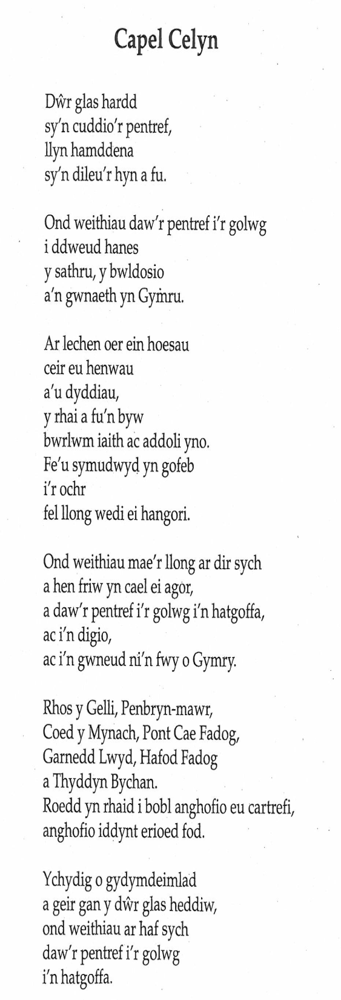 Capel Celyn
Dŵr glas hardd
sy'n cuddio'r pentref,
llyn hamddena
sy'n dileu'r hyn a fu.
Ond weithiau daw'r pentref i'r golwg
i ddweud hanes
y sathru, y bwldosio
a'n gwnaeth yn Gymru.
Ar lechen oer ein hoesau
ceir eu henwau
a'u dyddiau,
y rhai a fu'n byw
bwrlwm iaith ac addoli yno.
Fe'u symudwyd yn gofeb
i'r ochr
fel llong wedi ei hangori.
Ond weithiau mae'r llong ar dir sych
a hen friw yn cael ei agor,
a daw'r pentref i'r golwg i'n hatgoffa,
ac i'n digio,
ac i'n gwneud ni'n fwy o Gymry.
Rhos y Gelli, Penbryn-mawr,
Coed y Mynach, Pont Cae Fadog,
Garnedd Lwyd, Hafod Fadog
a Thyddyn Bychan.
Roedd yn rhaid i bobl anghofio eu cartrefi,
anghofio iddynt erioed fod.
Ychydig o gydymdeimlad
a geir gan y dŵr glas heddiw,
ond weithiau ar haf sych
daw'r pentref i'r golwg
i'n hatgoffa.